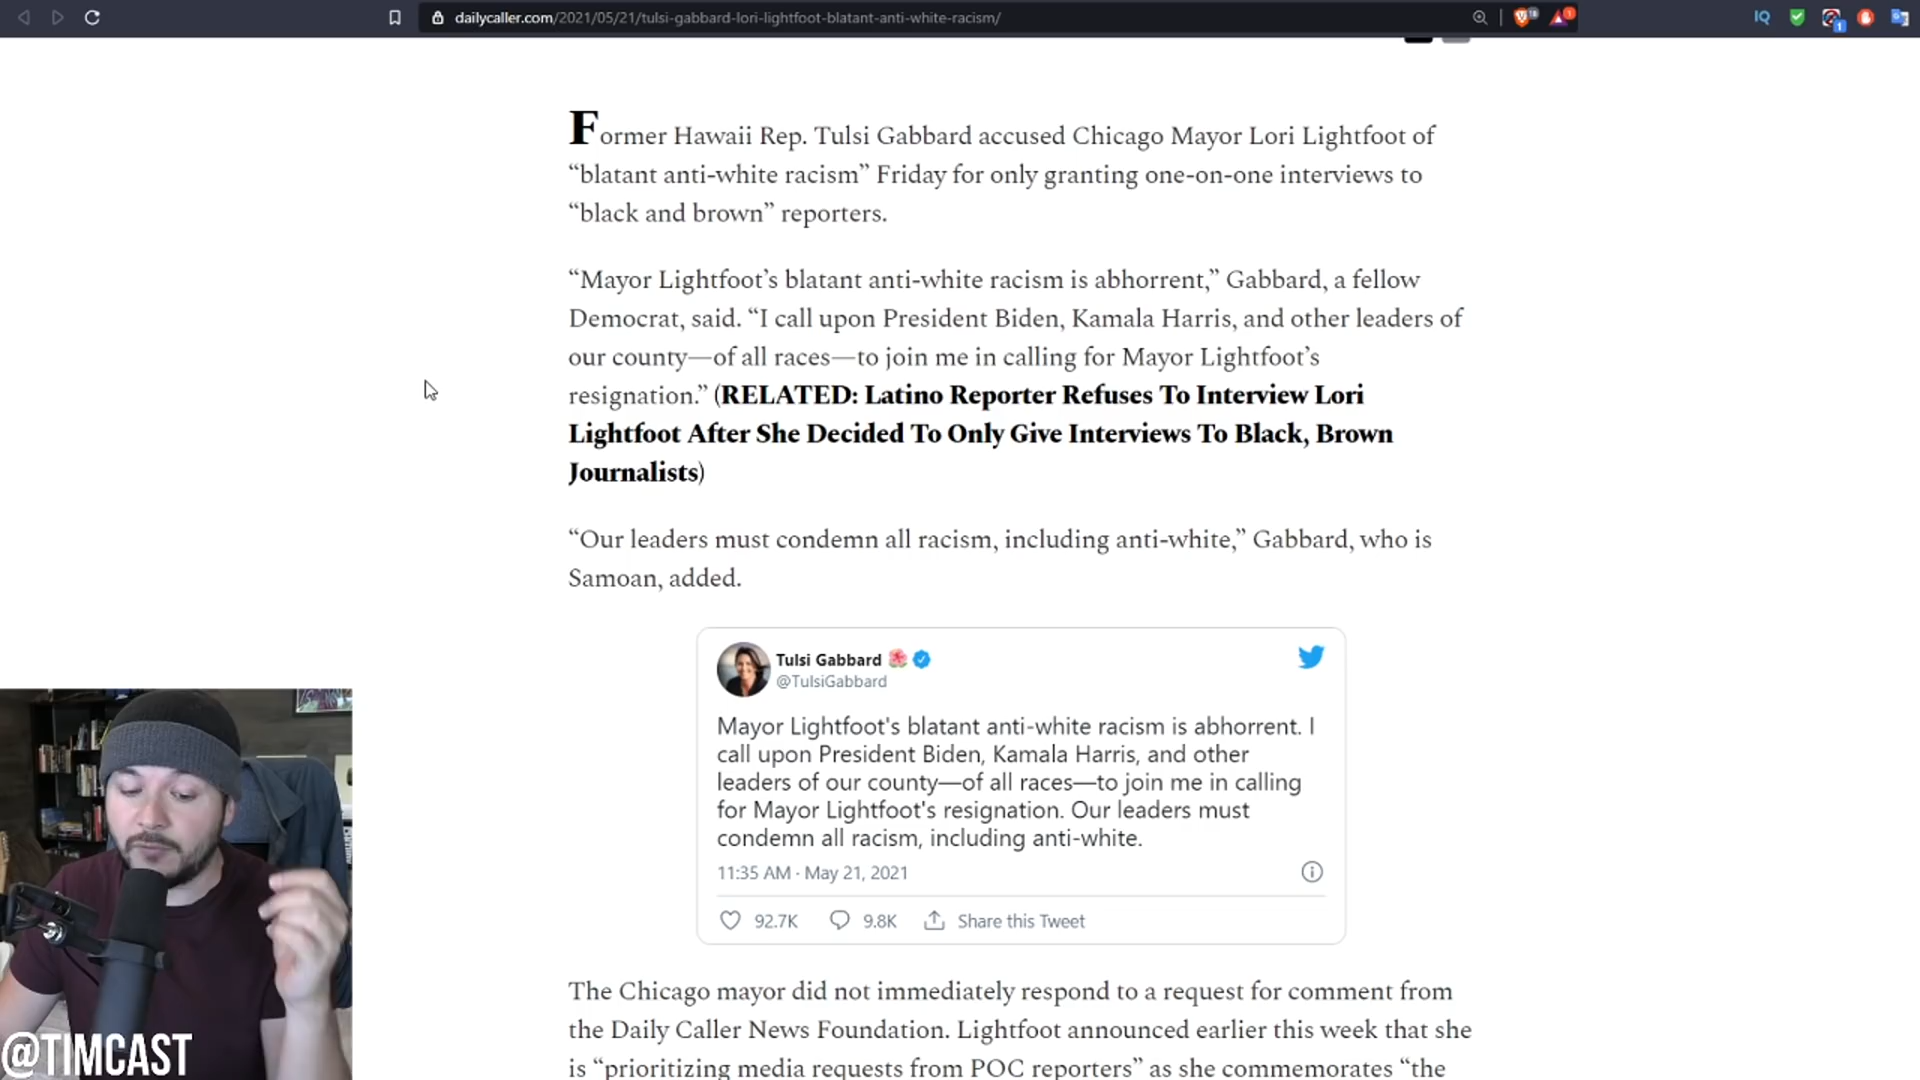 dailycaller.com/2021/05/21/tulsi-gabbard-lori-lightfoot-blatant-anti-white-racism/
IQ
Former Hawaii Rep. Tulsi Gabbard accused Chicago Mayor Lori Lightfoot of
“blatant anti-white racism” Friday for only granting one-on-one interviews to
“black and brown” reporters.
“Mayor Lightfoot’s blatant anti-white racism is abhorrent,” Gabbard, a fellow
Democrat, said. “I call upon President Biden, Kamala Harris, and other leaders of
our county—of all races—to join me in calling for Mayor Lightfoot’s
resignation.” (RELATED: Latino Reporter Refuses To Interview Lori
Lightfoot After She Decided To Only Give Interviews To Black, Brown
Journalists)
“Our leaders must condemn all racism, including anti-white,” Gabbard, who is
Samoan, added.
Tulsi Gabbard
@TulsiGabbard
Mayor Lightfoot's blatant anti-white racism is abhorrent. I
call upon President Biden, Kamala Harris, and other
leaders of our county—of all races—to join me in calling
for Mayor Lightfoot's resignation. Our leaders must
condemn all racism, including anti-white.
11:35 AM · May 21, 2021
92.7K 9.8K Share this Tweet
The Chicago mayor did not immediately respond to a request for comment from
the Daily Caller News Foundation. Lightfoot announced earlier this week that she
is “prioritizing media requests from POC reporters” as she commemorates “the
@TIMCAST